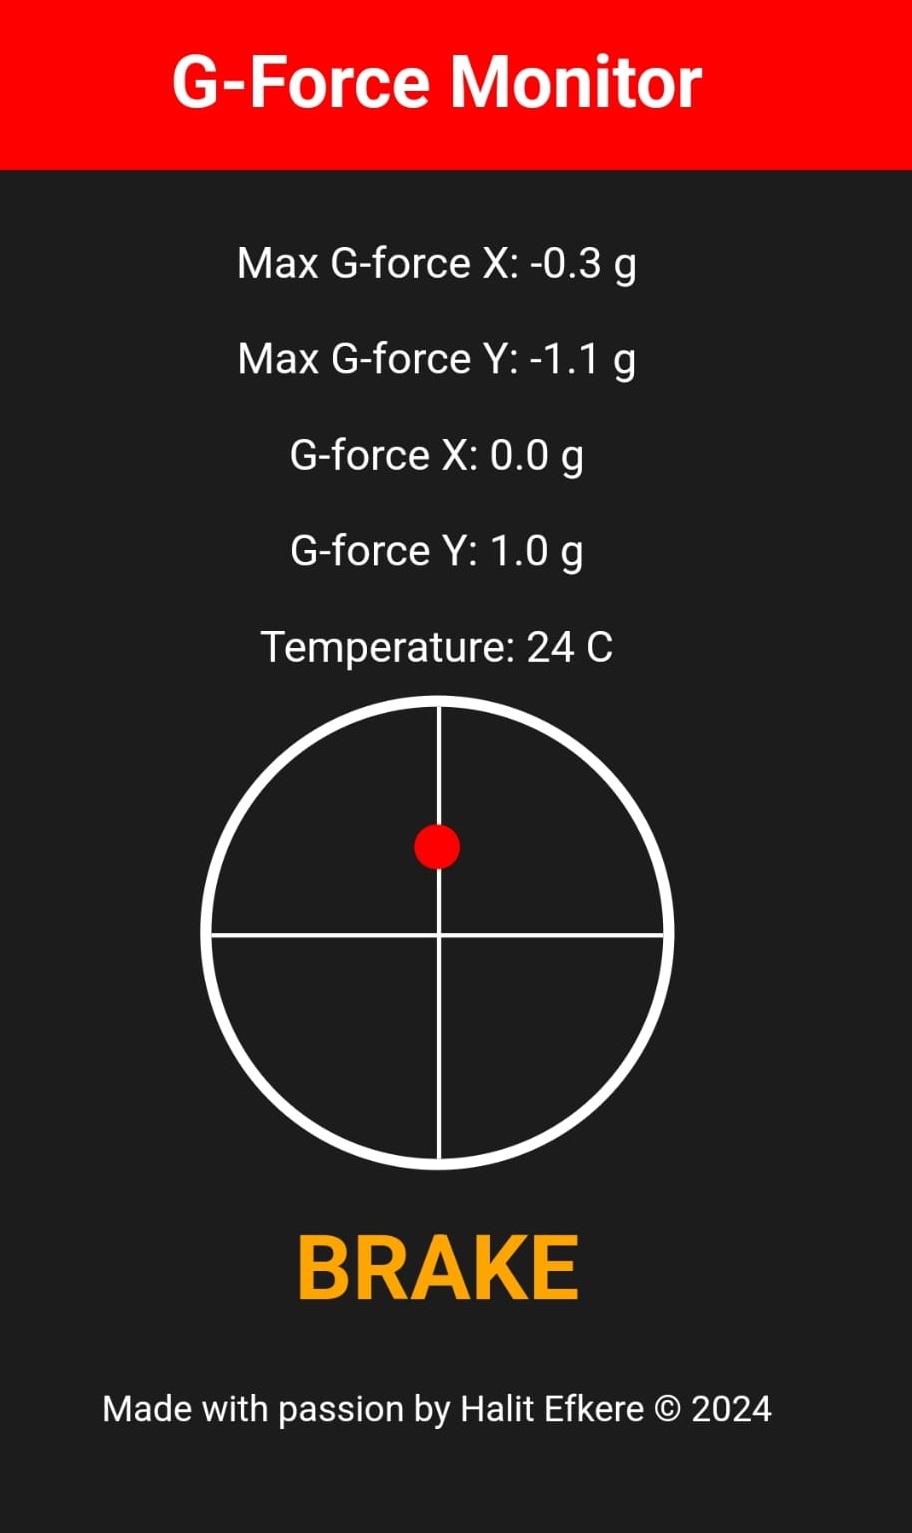 G-Force Monitor
Max G-force X: -0.3 g
Max G-force Y: -1.1 g
G-force X: 0.0 g
G-force Y: 1.0 g
Temperature: 24 C
BRAKE
Made with passion by Halit Efkere © 2024